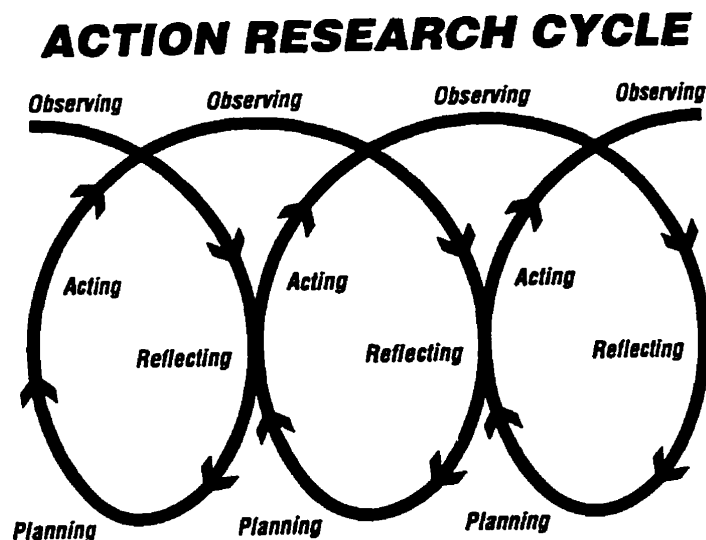 ACTION RESEARCH CYCLE
Observing
Observing
Observing
Observing
Acting
Acting
Acting
Reflecting
Reflecting
Reflecting
Planning
Planning
Planning